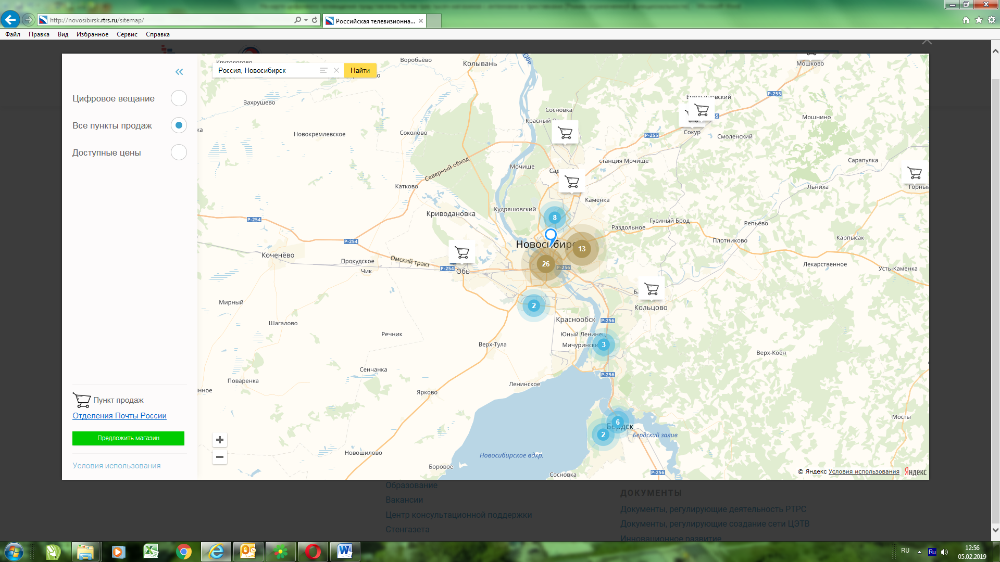 http://novosibirsk.rtrs.ru/sitemap/
Российская телевизионна...
Файл Правка Вид Избранное Сервис Справка
Россия, Новосибирск
Найти
Цифровое вещание
Все пункты продаж
Доступные цены
Пункт продаж
Отделения Почты России
Предложить магазин
Условия использования
Воробьёво
Колывань
Мошково
Вахрушево
Р-255
Сосновка
Мошнино
Новокремлевское
Соколово
Р-255
Сокур
Смоленский
Северный обход
Мочище
станция Мочище
Сарапулка
Катково
Льниха
Горный
Каменка
Криводановка
Кудряшовский
8
Р-254
Раздольное
Гусиный Брод
Репьёво
Р-254
13
Плотниково
Карпысак
Коченёво
Прокудское
Омский тракт
26
Р-256
Лекарственное
Чик
Р-254
Обь
Усть-Каменка
Мирный
2
Кольцово
Шагалово
Краснообск
Р-256
Речник
Юный Ленинец
Верх-Тула
3
Верх-Коён
Сенчанка
Р-256
Поваренка
Ленинское
Ярково
Мосты
6
Бердск
2
Бердский залив
Новошилово
Новосибирское вдхр.
Боровое
Сосновка
Р-256
© Яндекс Условия использования Яндекс
Образование
Вакансии
Центр консультационной поддержки
Стенгазета
ДОКУМЕНТЫ
Документы, регулирующие деятельность РТРС
Документы, регулирующие создание сети ЦЭТВ
Инновационное развитие
RU
Ru
12:56
05.02.2019